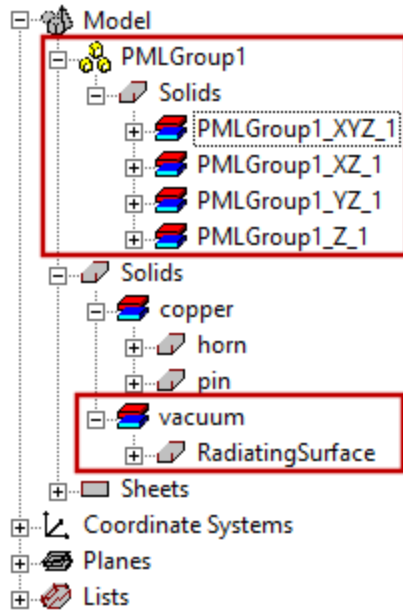 Model
PMLGroup1
Solids
PMLGroup1_XYZ_1
PMLGroup1_XZ_1
PMLGroup1_YZ_1
PMLGroup1_Z_1
Solids
copper
horn
pin
vacuum
RadiatingSurface
Sheets
Coordinate Systems
Planes
Lists